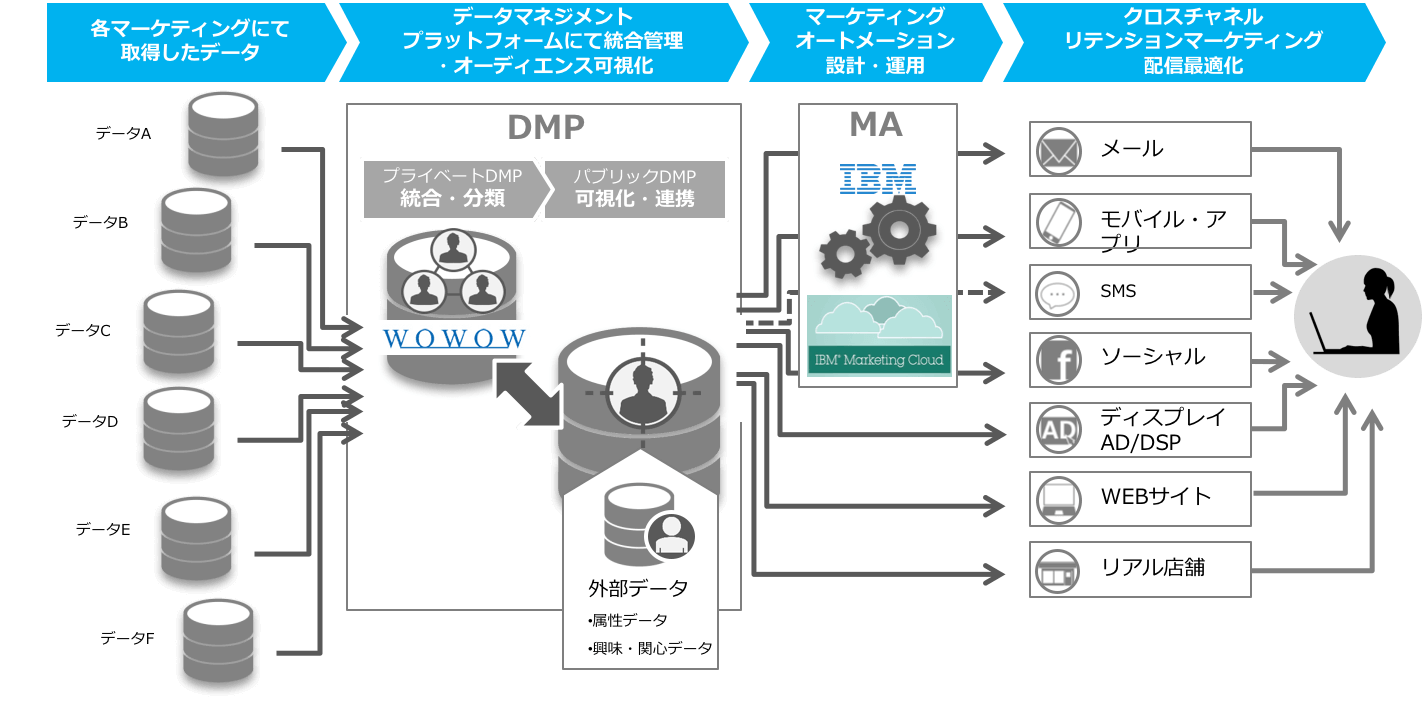 各マーケティングにて
取得したデータ
データマネジメント
プラットフォームにて統合管理
・オーディエンス可視化
マーケティング
オートメーション
設計・運用
クロスチャネル
リテンションマーケティング
配信最適化
データA
データB
データC
データD
データE
データF
DMP
プライベートDMP
統合・分類
パブリックDMP
可視化・連携
WOWOW
外部データ
•属性データ
•興味・関心データ
MA
IBM
IBM® Marketing Cloud
メール
モバイル・ア
プリ
SMS
f
ソーシャル
AD
ディスプレイ
AD/DSP
WEBサイト
リアル店舗